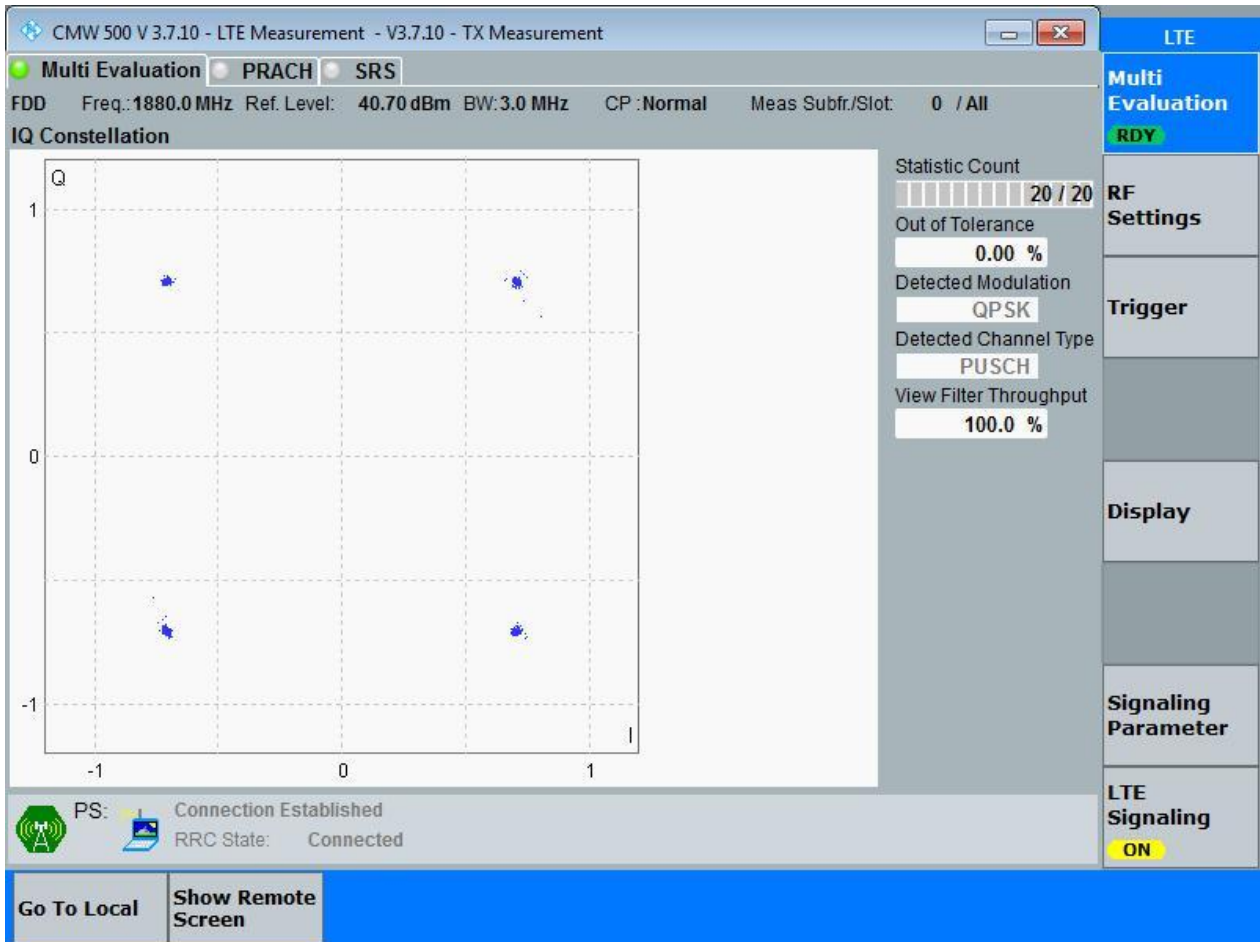 CMW 500 V 3.7.10 - LTE Measurement - V3.7.10 - TX Measurement
LTE
Multi Evaluation PRACH SRS
FDD Freq.: 1880.0 MHz Ref. Level: 40.70 dBm BW: 3.0 MHz CP : Normal Meas Subfr./Slot: 0 / All
IQ Constellation
Q
1
0
-1
-1 0 1
I
Statistic Count
20 / 20
Out of Tolerance
0.00 %
Detected Modulation
QPSK
Detected Channel Type
PUSCH
View Filter Throughput
100.0 %
Multi
Evaluation
RDY
RF
Settings
Trigger
Display
Signaling
Parameter
LTE
Signaling
ON
PS: Connection Established
RRC State: Connected
Go To Local
Show Remote
Screen